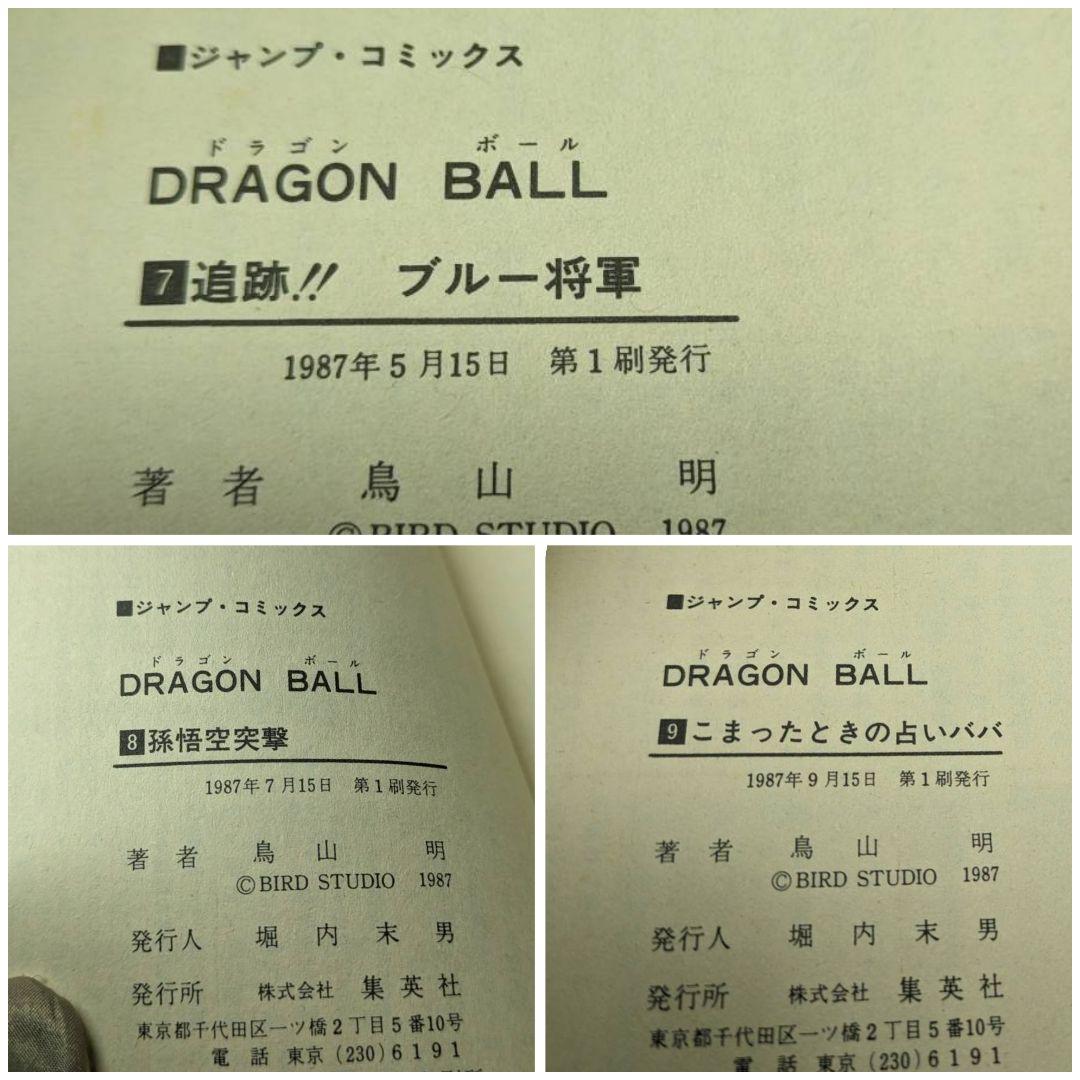 ■ジャンプ・コミックス
ドラゴン ボール
DRAGON BALL
7 追跡!! ブルー将軍
1987年5月15日 第1刷発行
著者 鳥山 明
©BIRD STUDIO 1987
■ジャンプ・コミックス
ドラゴン ボール
DRAGON BALL
8 孫悟空突撃
1987年7月15日 第1刷発行
著者 鳥山 明
©BIRD STUDIO 1987
発行人 堀内末男
発行所 株式会社 集英社
東京都千代田区一ツ橋2丁目5番10号
電話 東京(230)6191
■ジャンプ・コミックス
ドラゴン ボール
DRAGON BALL
9 こまったときの占いババ
1987年9月15日 第1刷発行
著者 鳥山 明
©BIRD STUDIO 1987
発行人 堀内末男
発行所 株式会社 集英社
東京都千代田区一ツ橋2丁目5番10号
電話 東京(230)6191